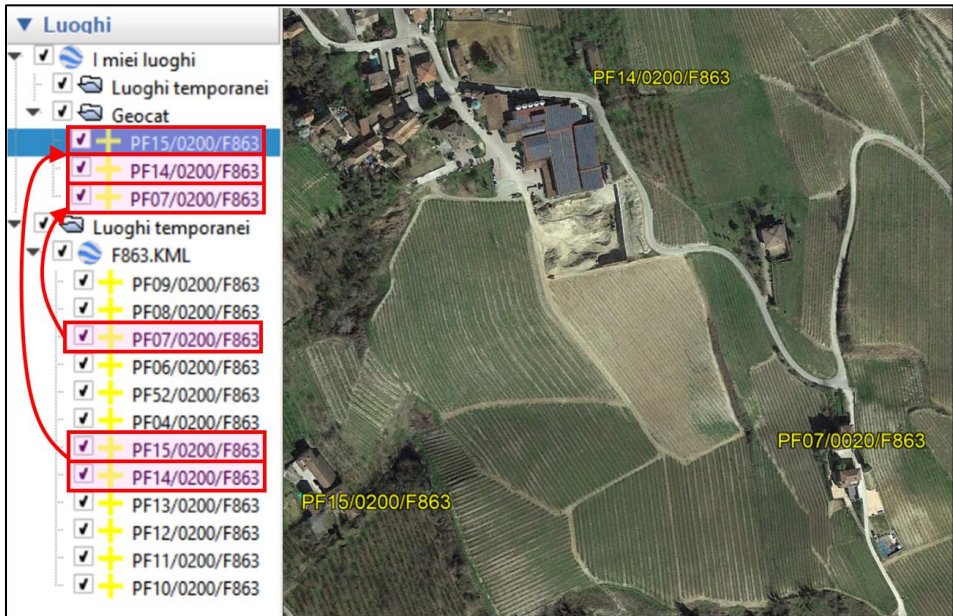 Luoghi
I miei luoghi
Luoghi temporanei
Geocat
PF15/0200/F863
PF14/0200/F863
PF07/0200/F863
Luoghi temporanei
F863.KML
PF09/0200/F863
PF08/0200/F863
PF07/0200/F863
PF06/0200/F863
PF52/0200/F863
PF04/0200/F863
PF15/0200/F863
PF14/0200/F863
PF13/0200/F863
PF12/0200/F863
PF11/0200/F863
PF10/0200/F863
PF14/0200/F863
PF07/0020/F863
PF15/0200/F863